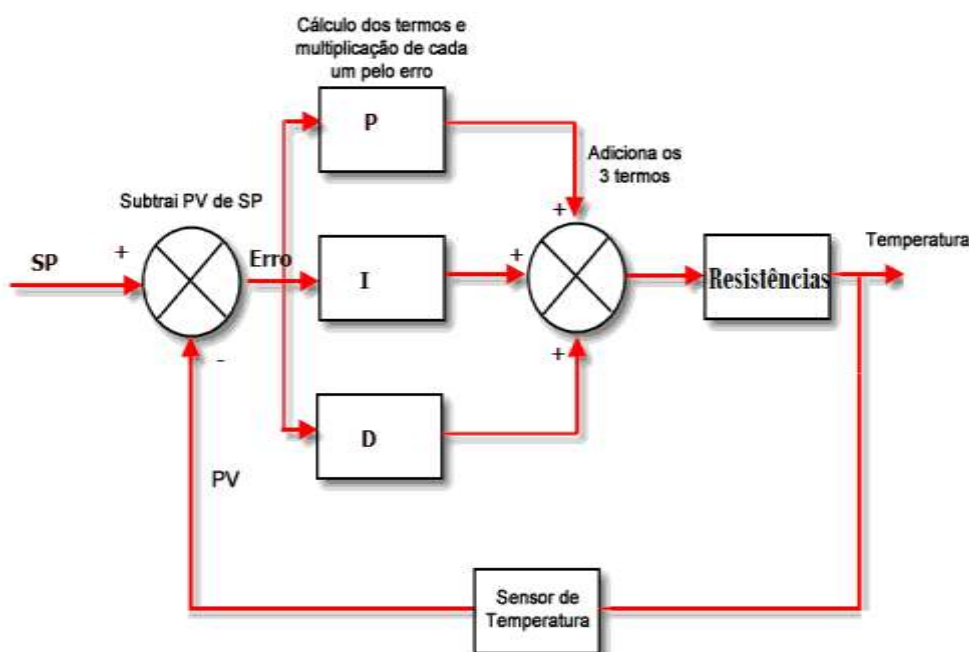 Cálculo dos termos e
multiplicação de cada
um pelo erro
P
Adiciona os
3 termos
Subtrai PV de SP
+
+
SP
+
Erro
I
Resistências
Temperatura
-
+
D
PV
Sensor de
Temperatura